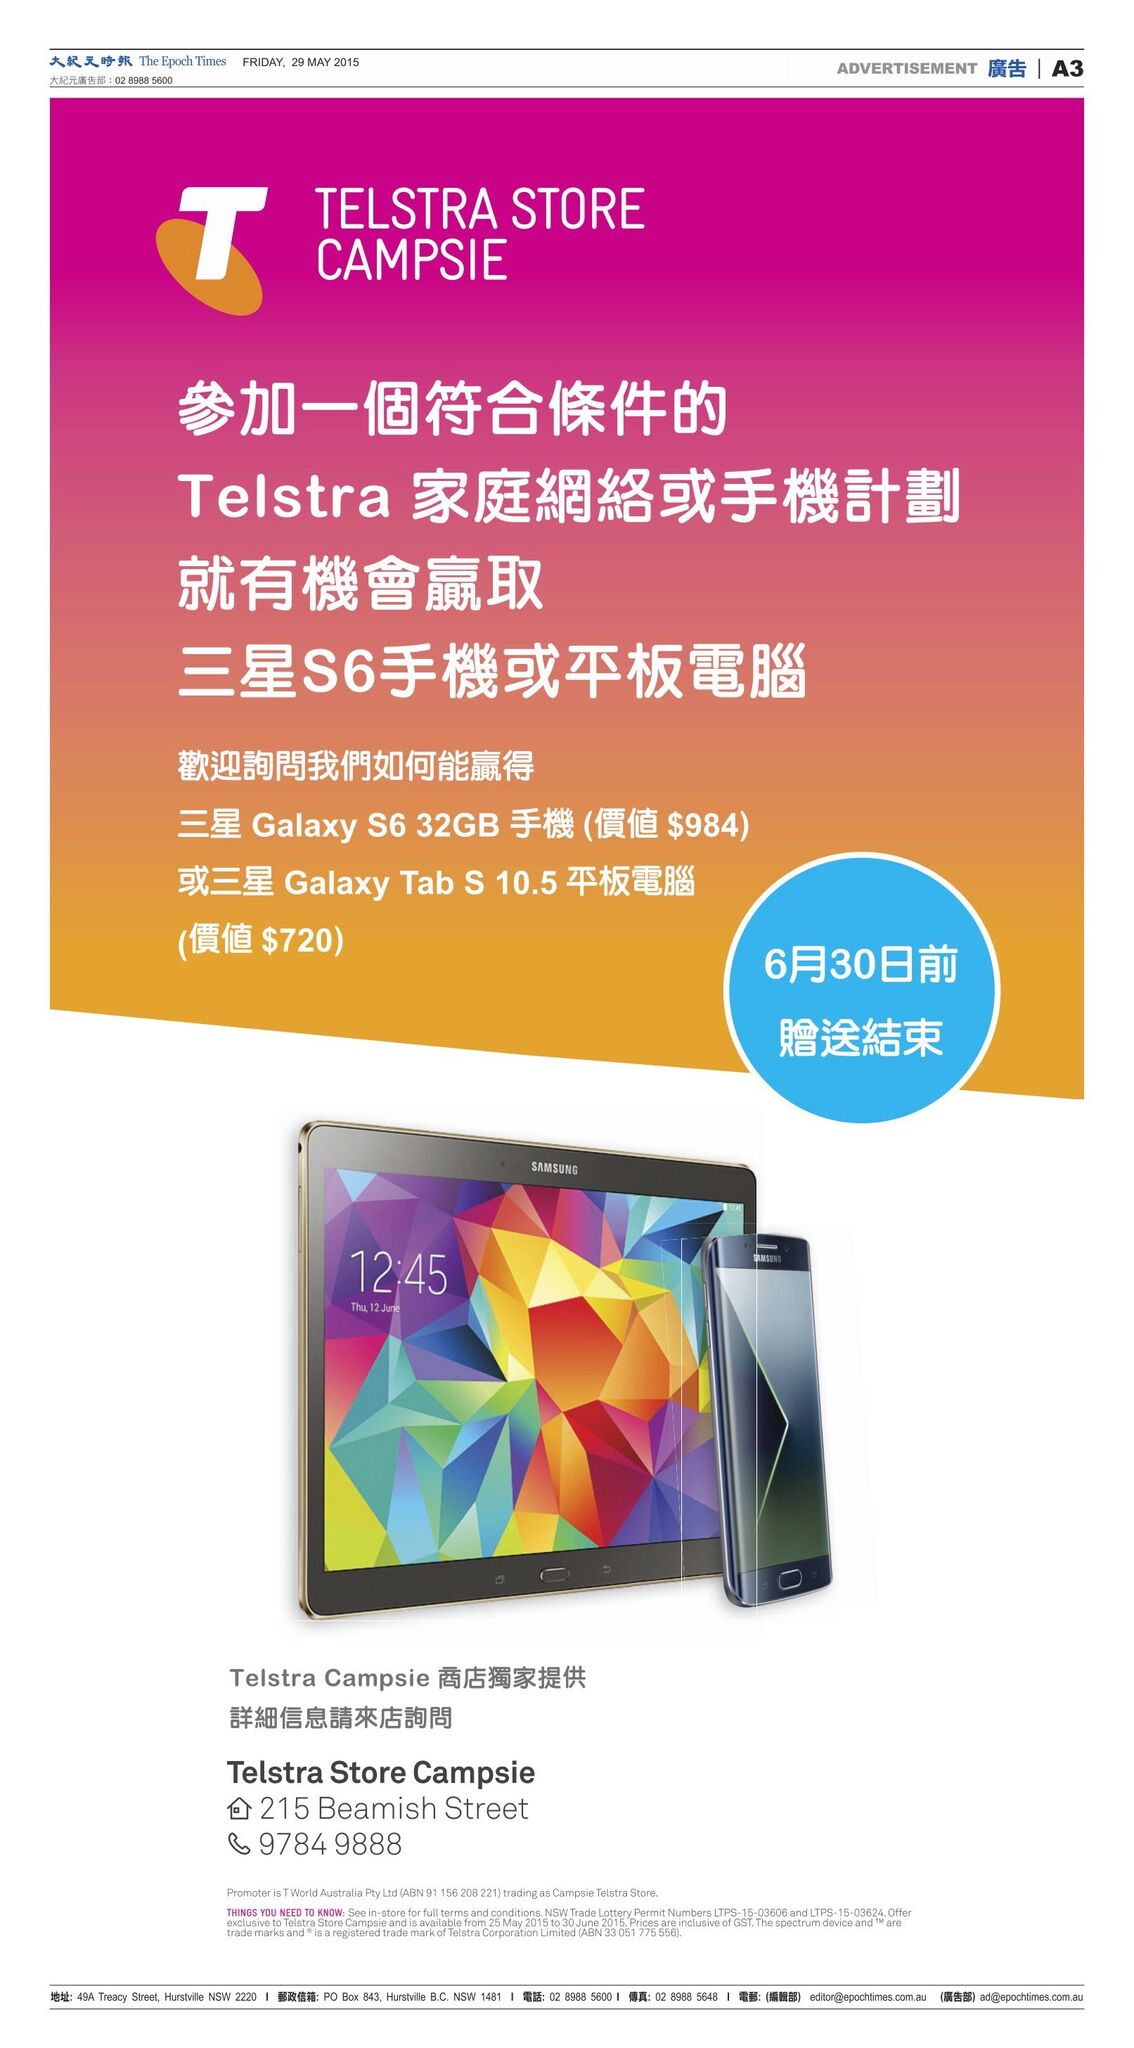 大紀元時報 The Epoch Times FRIDAY, 29 MAY 2015
大紀元廣告部：02 8988 5600
ADVERTISEMENT 廣告 | A3
T TELSTRA STORE
CAMPSIE
參加一個符合條件的
Telstra 家庭網絡或手機計劃
就有機會贏取
三星S6手機或平板電腦
歡迎詢問我們如何能贏得
三星 Galaxy S6 32GB 手機 (價值 $984)
或三星 Galaxy Tab S 10.5 平板電腦
(價值 $720)
6月30日前
贈送結束
SAMSUNG
12:45
12:45
Thu, 12 June
SAMSUNG
Telstra Campsie 商店獨家提供
詳細信息請來店詢問
Telstra Store Campsie
215 Beamish Street
9784 9888
Promoter is T World Australia Pty Ltd (ABN 91 156 208 221) trading as Campsie Telstra Store.
THINGS YOU NEED TO KNOW: See in-store for full terms and conditions. NSW Trade Lottery Permit Numbers LTPS-15-03606 and LTPS-15-03624. Offer
exclusive to Telstra Store Campsie and is available from 25 May 2015 to 30 June 2015. Prices are inclusive of GST. The spectrum device and ™ are
trade marks and ® is a registered trade mark of Telstra Corporation Limited (ABN 33 051 775 556).
地址: 49A Treacy Street, Hurstville NSW 2220 | 郵政信箱: PO Box 843, Hurstville B.C. NSW 1481 | 電話: 02 8988 5600 | 傳真: 02 8988 5648 | 電郵: (編輯部) editor@epochtimes.com.au (廣告部) ad@epochtimes.com.au